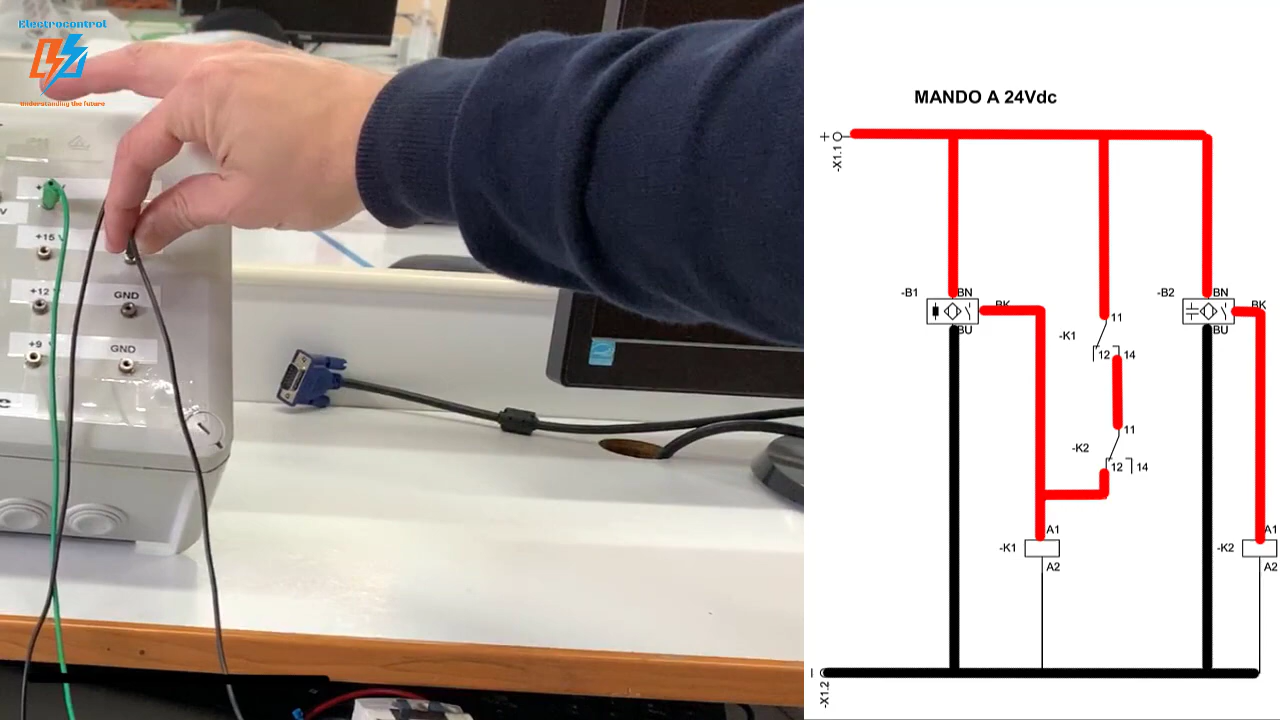 Electrocontrol
Understanding the future
+15 V
+12
GND
+9 V
GND
MANDO A 24Vdc
+
-X1.1
-B1
BN
BK
BU
-K1
11
12
14
-K2
11
12
14
-B2
BN
BK
BU
A1
-K1
A2
A1
-K2
A2
-X1.2